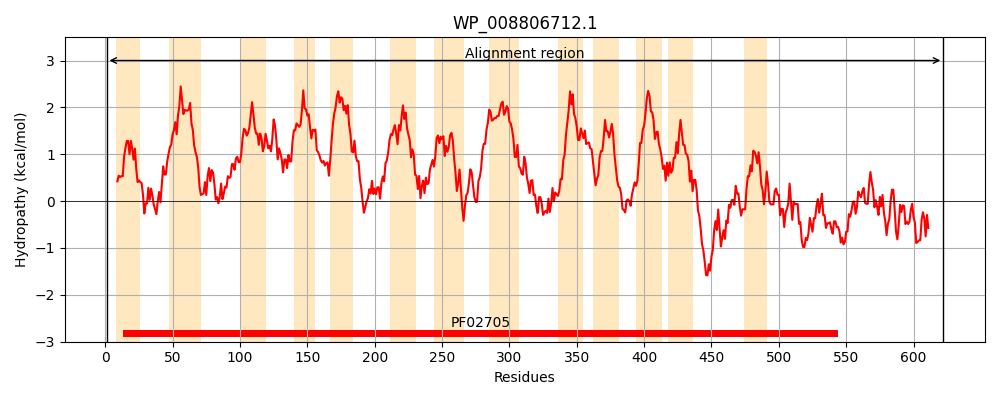 WP_008806712.1
Alignment region
3
2
1
0
−1
−2
−3
Hydropathy (kcal/mol)
PF02705
0 50 100 150 200 250 300 350 400 450 500 550 600
Residues